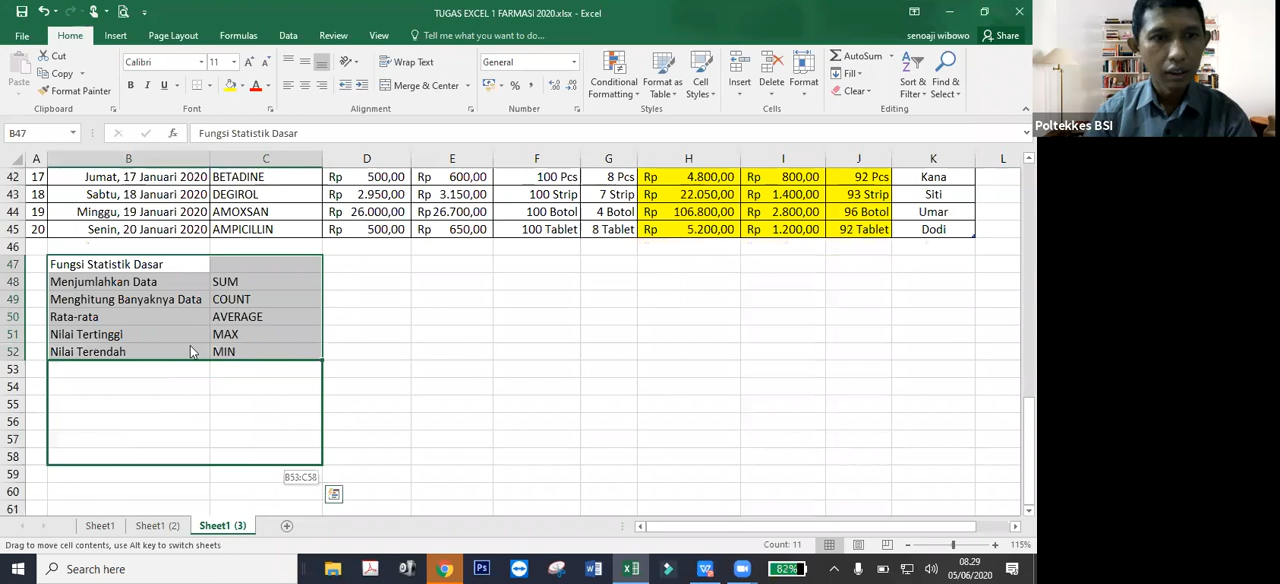 TUGAS EXCEL 1 FARMASI 2020.xlsx - Excel
File Home Insert Page Layout Formulas Data Review View Tell me what you want to do... senoaji wibowo Share
Paste Cut Copy Format Painter Clipboard
Calibri 11 B I U A Font
Wrap Text Merge & Center Alignment
General % , Number
Conditional Formatting Format as Table Cell Styles Styles
Insert Delete Format Cells
AutoSum Fill Clear Sort & Filter Find & Select Editing
Poltekkes BSI
B47 fx Fungsi Statistik Dasar
A B C D E F G H I J K L
42 17 Jumat, 17 Januari 2020 BETADINE Rp 500,00 Rp 600,00 100 Pcs 8 Pcs Rp 4.800,00 Rp 800,00 92 Pcs Kana
43 18 Sabtu, 18 Januari 2020 DEGIROL Rp 2.950,00 Rp 3.150,00 100 Strip 7 Strip Rp 22.050,00 Rp 1.400,00 93 Strip Siti
44 19 Minggu, 19 Januari 2020 AMOXSAN Rp 26.000,00 Rp 26.700,00 100 Botol 4 Botol Rp 106.800,00 Rp 2.800,00 96 Botol Umar
45 20 Senin, 20 Januari 2020 AMPICILLIN Rp 500,00 Rp 650,00 100 Tablet 8 Tablet Rp 5.200,00 Rp 1.200,00 92 Tablet Dodi
46
47 Fungsi Statistik Dasar
48 Menjumlahkan Data SUM
49 Menghitung Banyaknya Data COUNT
50 Rata-rata AVERAGE
51 Nilai Tertinggi MAX
52 Nilai Terendah MIN
53
54
55
56
57
58
B53:C58
59
60
61
Sheet1 Sheet1 (2) Sheet1 (3)
Drag to move cell contents, use Alt key to switch sheets Count: 11 115%
Search 82% 08.29
05/06/2020